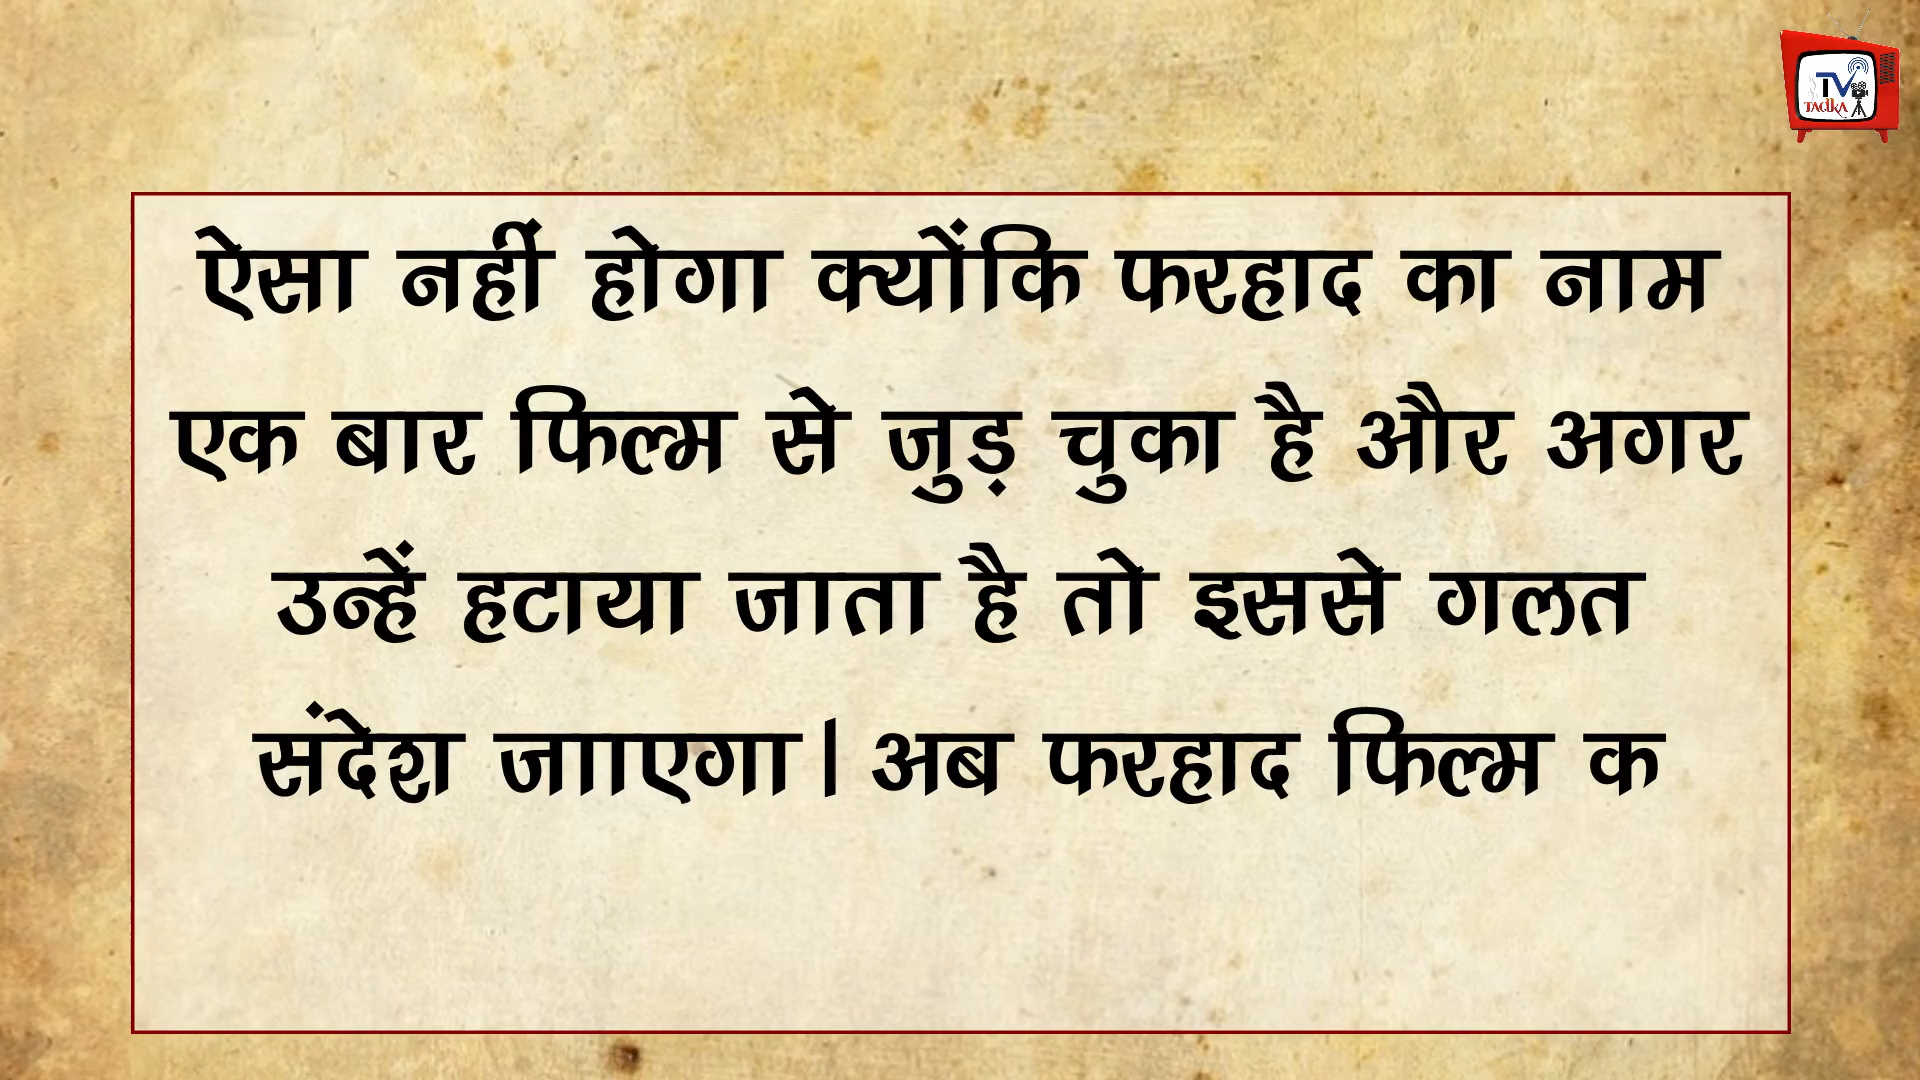 TV
TADKA
ऐसा नहीं होगा क्योंकि फरहाद का नाम
एक बार फिल्म से जुड़ चुका है और अगर
उन्हें हटाया जाता है तो इससे गलत
संदेश जााएगा। अब फरहाद फिल्म क